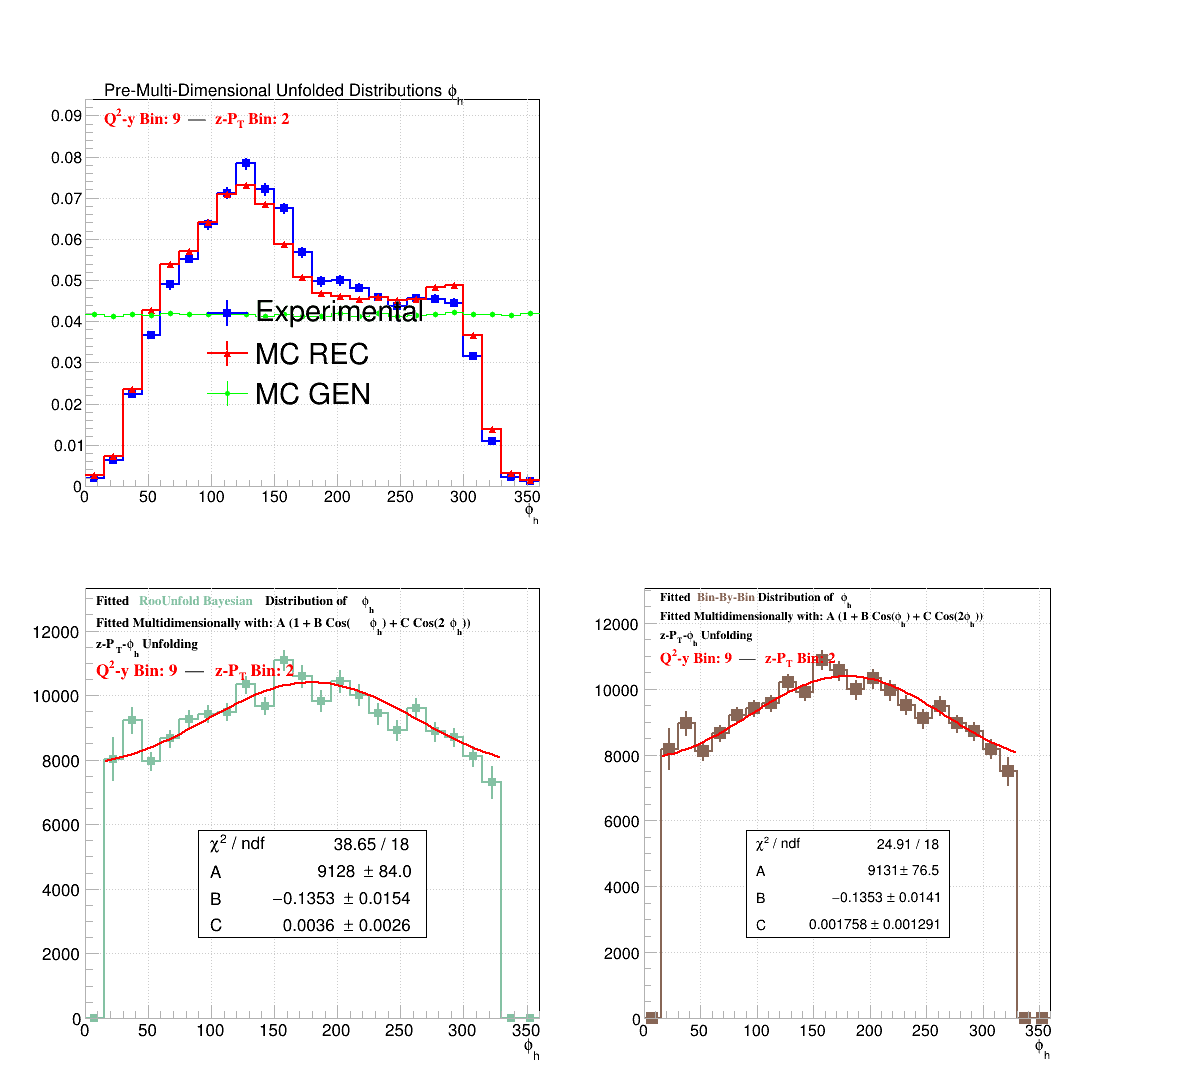 Pre-Multi-Dimensional Unfolded Distributions ϕh
Q²-y Bin: 9 — z-PT Bin: 2
0.09
0.08
0.07
0.06
0.05
0.04
0.03
0.02
0.01
0
Experimental
MC REC
MC GEN
0 50 100 150 200 250 300 350
ϕh
Fitted RooUnfold Bayesian Distribution of ϕh
Fitted Multidimensionally with: A (1 + B Cos( ϕh) + C Cos(2 ϕh))
z-PT-ϕh Unfolding
Q²-y Bin: 9 — z-PT Bin: 2
12000
10000
8000
6000
4000
2000
0
χ² / ndf 38.65 / 18
A 9128 ± 84.0
B −0.1353 ± 0.0154
C 0.0036 ± 0.0026
0 50 100 150 200 250 300 350
ϕh
Fitted Bin-By-Bin Distribution of ϕh
Fitted Multidimensionally with: A (1 + B Cos(ϕh) + C Cos(2ϕh))
z-PT-ϕh Unfolding
Q²-y Bin: 9 — z-PT Bin: 2
12000
10000
8000
6000
4000
2000
0
χ² / ndf 24.91 / 18
A 9131± 76.5
B −0.1353 ± 0.0141
C 0.001758 ± 0.001291
0 50 100 150 200 250 300 350
ϕh